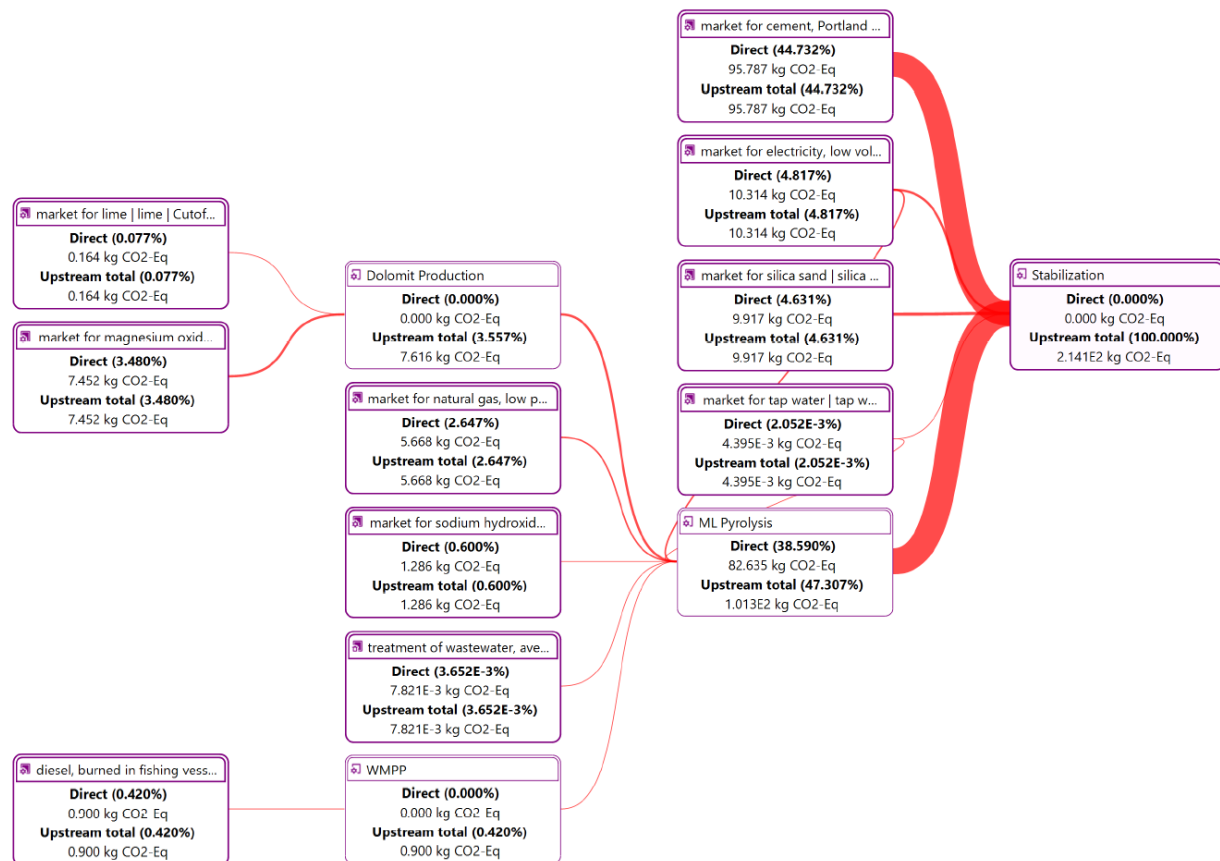 market for cement, Portland ...
Direct (44.732%)
95.787 kg CO2-Eq
Upstream total (44.732%)
95.787 kg CO2-Eq
market for electricity, low vol...
Direct (4.817%)
10.314 kg CO2-Eq
Upstream total (4.817%)
10.314 kg CO2-Eq
market for lime | lime | Cutof...
Direct (0.077%)
0.164 kg CO2-Eq
Upstream total (0.077%)
0.164 kg CO2-Eq
Dolomit Production
Direct (0.000%)
0.000 kg CO2-Eq
Upstream total (3.557%)
7.616 kg CO2-Eq
market for silica sand | silica ...
Direct (4.631%)
9.917 kg CO2-Eq
Upstream total (4.631%)
9.917 kg CO2-Eq
Stabilization
Direct (0.000%)
0.000 kg CO2-Eq
Upstream total (100.000%)
2.141E2 kg CO2-Eq
market for magnesium oxid...
Direct (3.480%)
7.452 kg CO2-Eq
Upstream total (3.480%)
7.452 kg CO2-Eq
market for natural gas, low p...
Direct (2.647%)
5.668 kg CO2-Eq
Upstream total (2.647%)
5.668 kg CO2-Eq
market for tap water | tap w...
Direct (2.052E-3%)
4.395E-3 kg CO2-Eq
Upstream total (2.052E-3%)
4.395E-3 kg CO2-Eq
market for sodium hydroxid...
Direct (0.600%)
1.286 kg CO2-Eq
Upstream total (0.600%)
1.286 kg CO2-Eq
ML Pyrolysis
Direct (38.590%)
82.635 kg CO2-Eq
Upstream total (47.307%)
1.013E2 kg CO2-Eq
treatment of wastewater, ave...
Direct (3.652E-3%)
7.821E-3 kg CO2-Eq
Upstream total (3.652E-3%)
7.821E-3 kg CO2-Eq
diesel, burned in fishing vess...
Direct (0.420%)
0.900 kg CO2-Eq
Upstream total (0.420%)
0.900 kg CO2-Eq
WMPP
Direct (0.000%)
0.000 kg CO2-Eq
Upstream total (0.420%)
0.900 kg CO2-Eq